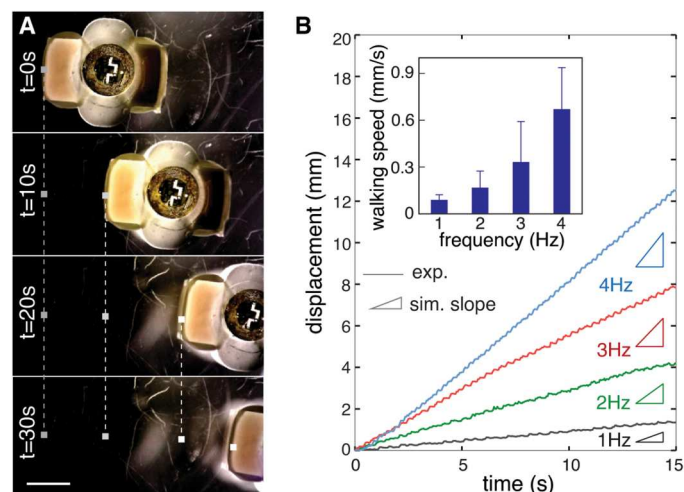 A
t=0s
t=10s
t=20s
t=30s
B
displacement (mm)
20
18
16
14
12
10
8
6
4
2
0
0
5
10
15
time (s)
walking speed (mm/s)
0.9
0.6
0.3
0
1 2 3 4
frequency (Hz)
exp.
sim. slope
4Hz
3Hz
2Hz
1Hz